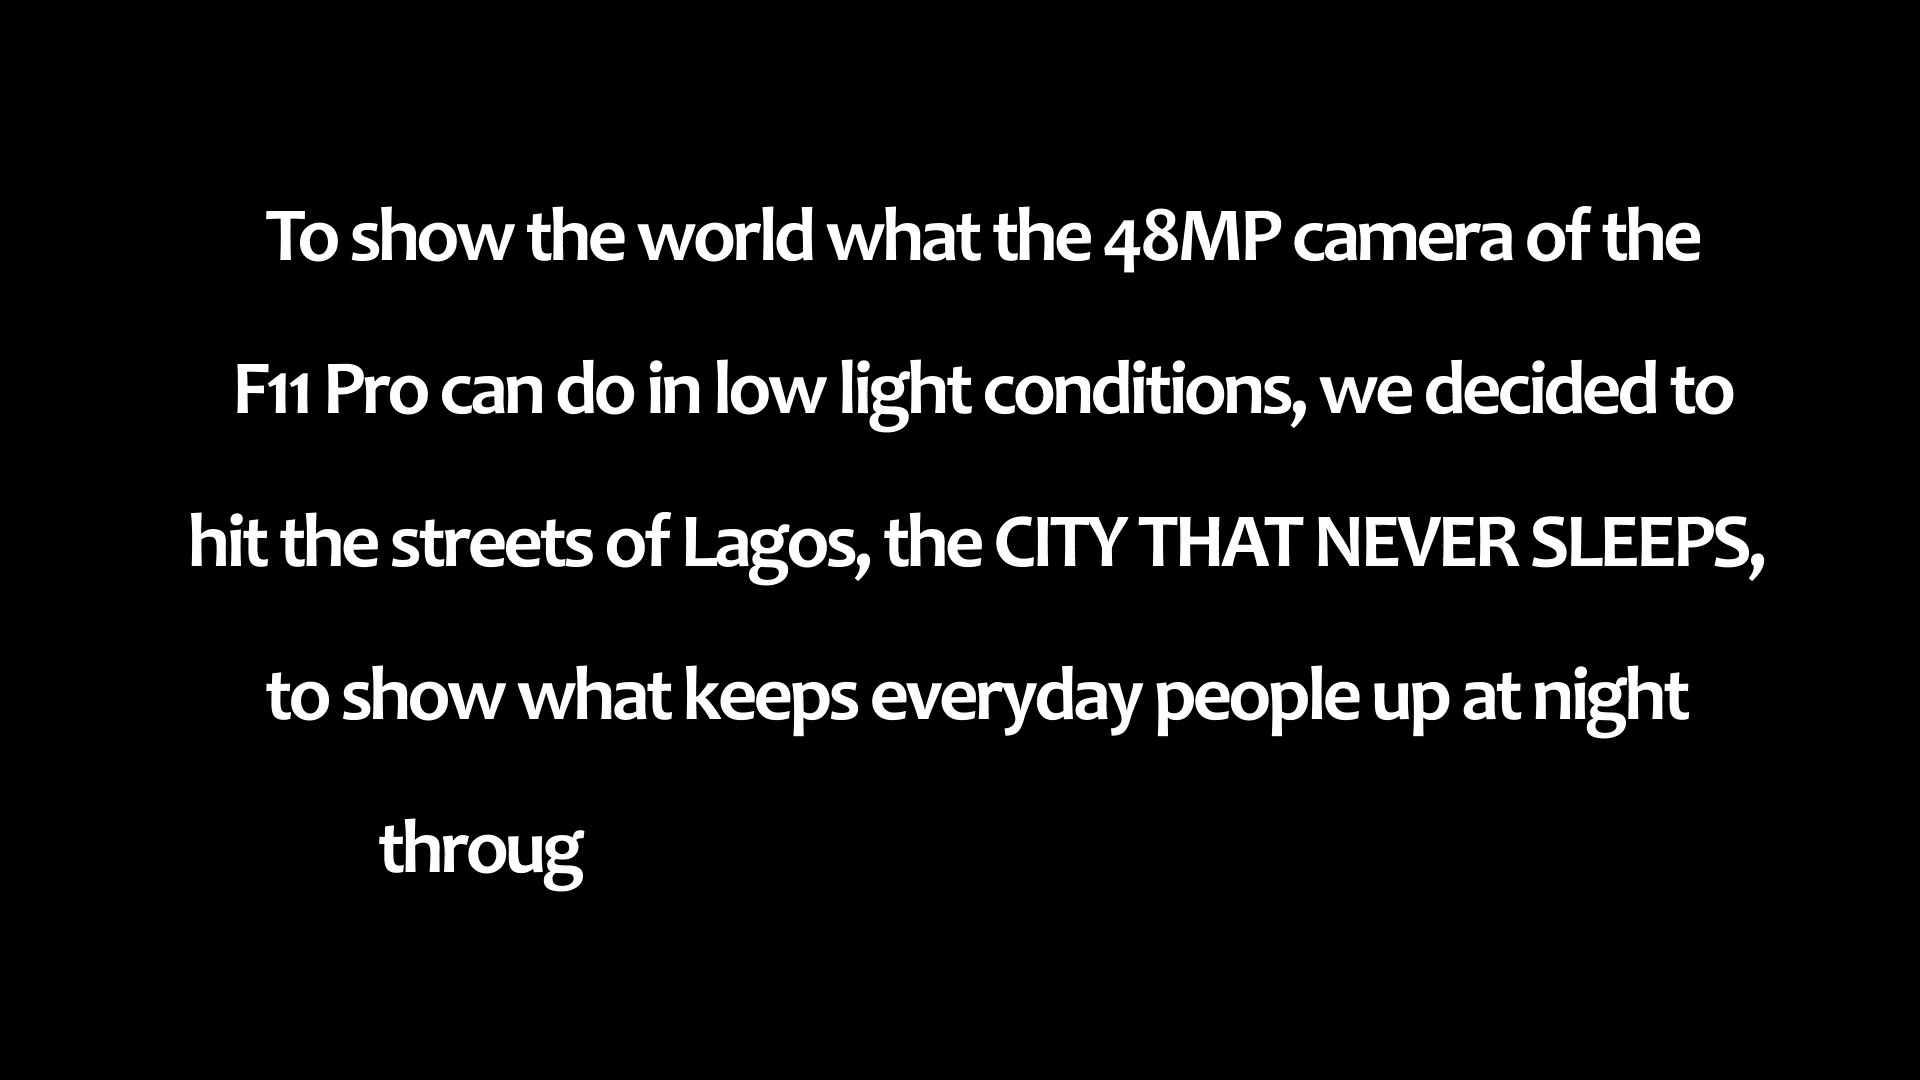 To show the world what the 48MP camera of the
F11 Pro can do in low light conditions, we decided to
hit the streets of Lagos, the CITY THAT NEVER SLEEPS,
to show what keeps everyday people up at night
throug